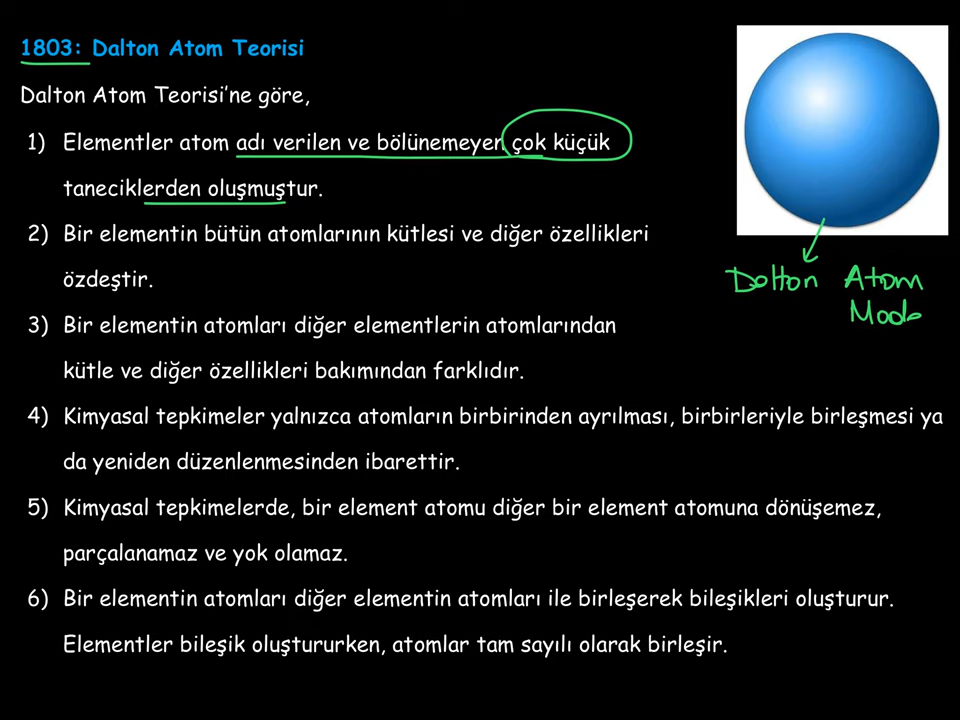 1803: Dalton Atom Teorisi
Dalton Atom Teorisi'ne göre,
1) Elementler atom adı verilen ve bölünemeyen çok küçük
taneciklerden oluşmuştur.
2) Bir elementin bütün atomlarının kütlesi ve diğer özellikleri
özdeştir.
3) Bir elementin atomları diğer elementlerin atomlarından
kütle ve diğer özellikleri bakımından farklıdır.
4) Kimyasal tepkimeler yalnızca atomların birbirinden ayrılması, birbirleriyle birleşmesi ya
da yeniden düzenlenmesinden ibarettir.
5) Kimyasal tepkimelerde, bir element atomu diğer bir element atomuna dönüşemez,
parçalanamaz ve yok olamaz.
6) Bir elementin atomları diğer elementin atomları ile birleşerek bileşikleri oluşturur.
Elementler bileşik oluştururken, atomlar tam sayılı olarak birleşir.
Dalton Atom
Mode